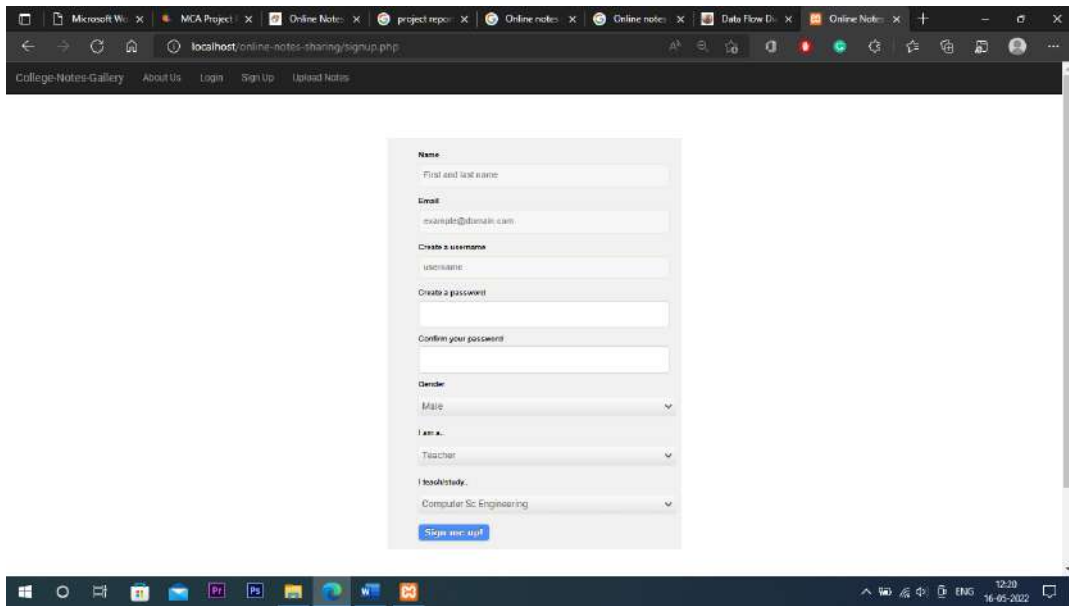 Microsoft Wo
MCA Project
Online Notes
project repor
Online notes
Online notes
Data Flow Di
Online Notes
localhost/online-notes-sharing/signup.php
College-Notes-Gallery About Us Login Sign Up Upload Notes
Name
First and last name
Email
example@domain.com
Create a username
username
Create a password
Confirm your password
Gender
Male
I am a..
Teacher
I teach/study..
Computer Sc Engineering
Sign me up!
Pr Ps
ENG
12:20
16-05-2022